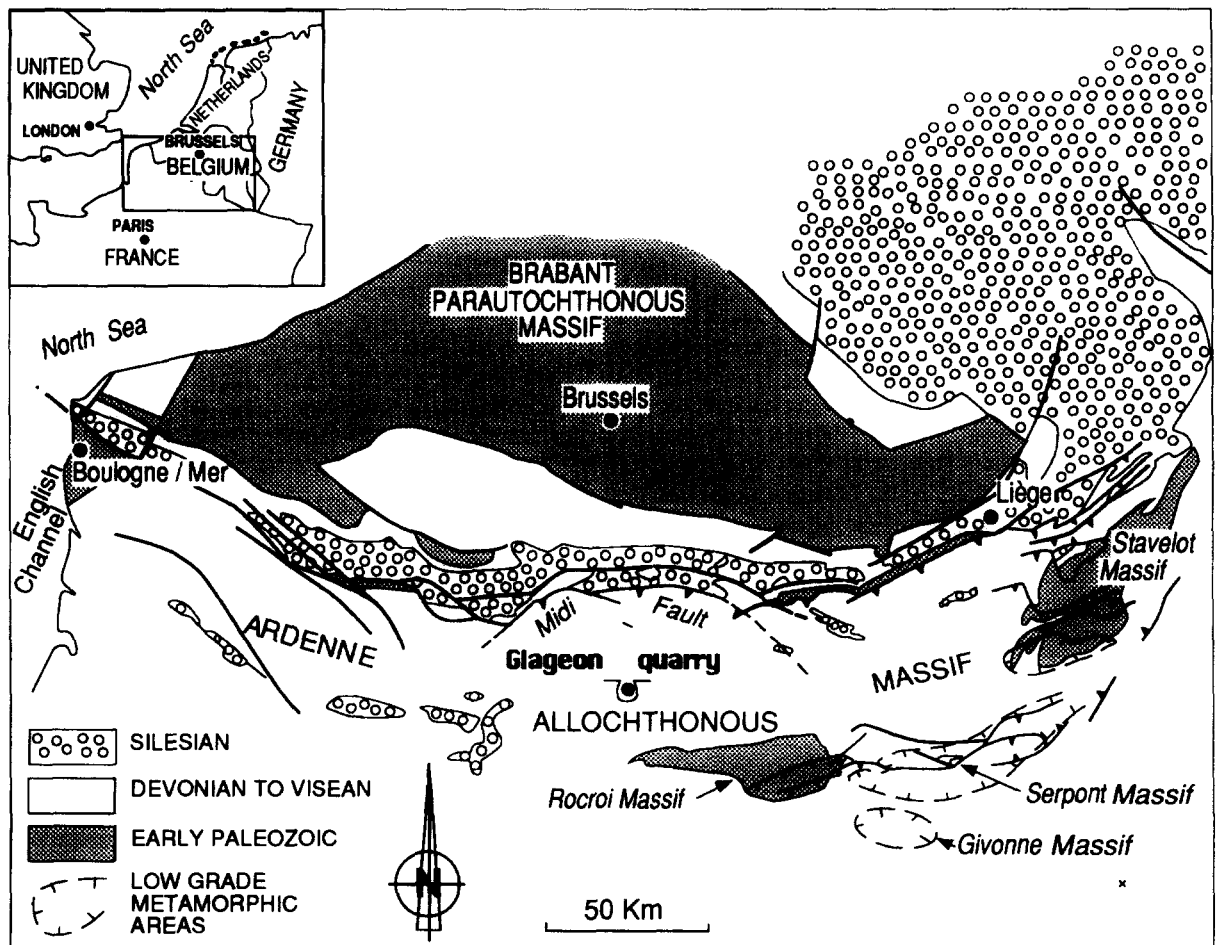 North Sea
UNITED
KINGDOM
NETHERLANDS
GERMANY
LONDON
BRUSSELS
BELGIUM
PARIS
FRANCE
BRABANT
PARAUTOCHTHONOUS
MASSIF
North Sea
Brussels
Boulogne / Mer
English
Channel
Liège
Stavelot
Massif
Midi Fault
ARDENNE
Glageon quarry
MASSIF
ALLOCHTHONOUS
Rocroi Massif
Serpont Massif
Givonne Massif
SILESIAN
DEVONIAN TO VISEAN
EARLY PALEOZOIC
LOW GRADE
METAMORPHIC
AREAS
N
50 Km